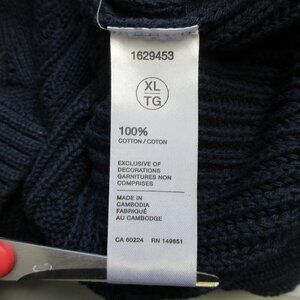 1629453
XL
TG
100%
COTTON / COTON
EXCLUSIVE OF
DECORATIONS
GARNITURES NON
COMPRISES
MADE IN
CAMBODIA
FABRIQUÉ
AU CAMBODGE
CA 60224 RN 149851